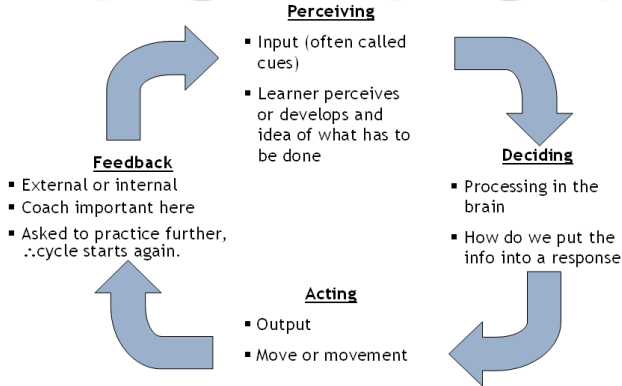 Perceiving
▪ Input (often called
cues)
▪ Learner perceives
or develops and
idea of what has to
be done
Deciding
▪ Processing in the
brain
▪ How do we put the
info into a response
Acting
▪ Output
▪ Move or movement
Feedback
▪ External or internal
▪ Coach important here
▪ Asked to practice further,
∴cycle starts again.